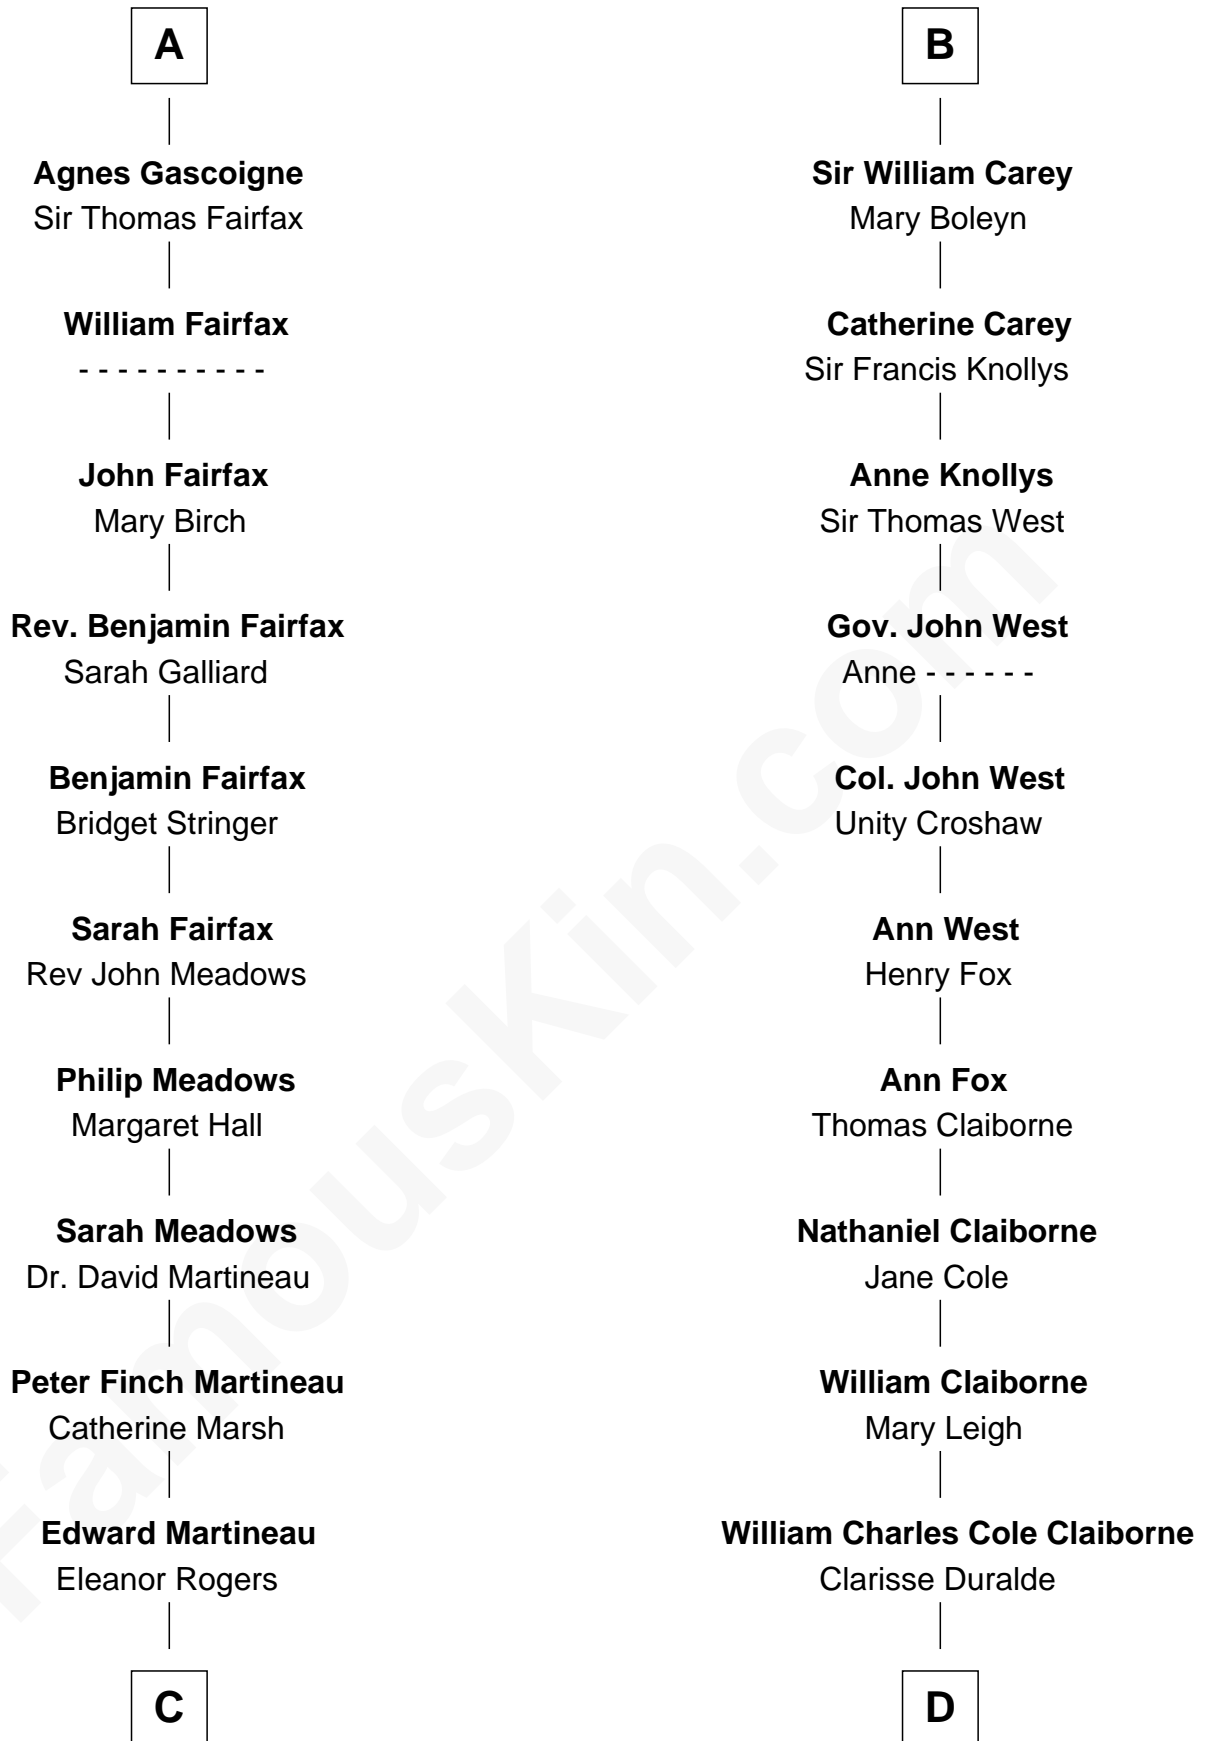 A
Agnes Gascoigne
Sir Thomas Fairfax
William Fairfax
- - - - - - - - - -
John Fairfax
Mary Birch
Rev. Benjamin Fairfax
Sarah Galliard
Benjamin Fairfax
Bridget Stringer
Sarah Fairfax
Rev John Meadows
Philip Meadows
Margaret Hall
Sarah Meadows
Dr. David Martineau
Peter Finch Martineau
Catherine Marsh
Edward Martineau
Eleanor Rogers
C
B
Sir William Carey
Mary Boleyn
Catherine Carey
Sir Francis Knollys
Anne Knollys
Sir Thomas West
Gov. John West
Anne - - - - - -
Col. John West
Unity Croshaw
Ann West
Henry Fox
Ann Fox
Thomas Claiborne
Nathaniel Claiborne
Jane Cole
William Claiborne
Mary Leigh
William Charles Cole Claiborne
Clarisse Duralde
D
FamousKin.com